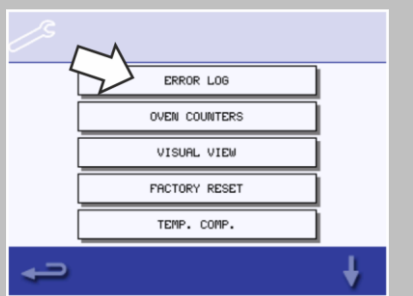 ERROR LOG
OVEN COUNTERS
VISUAL VIEW
FACTORY RESET
TEMP. COMP.